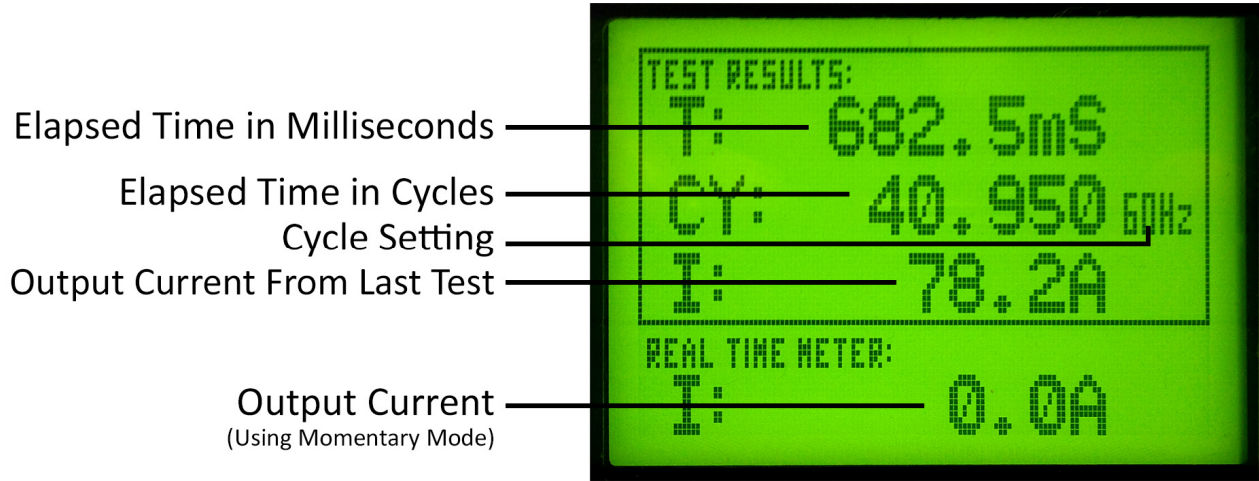 Elapsed Time in Milliseconds
Elapsed Time in Cycles
Cycle Setting
Output Current From Last Test
Output Current
(Using Momentary Mode)
TEST RESULTS:
T: 682.5mS
CY: 40.950 60Hz
I: 78.2A
REAL TIME METER:
I: 0.0A